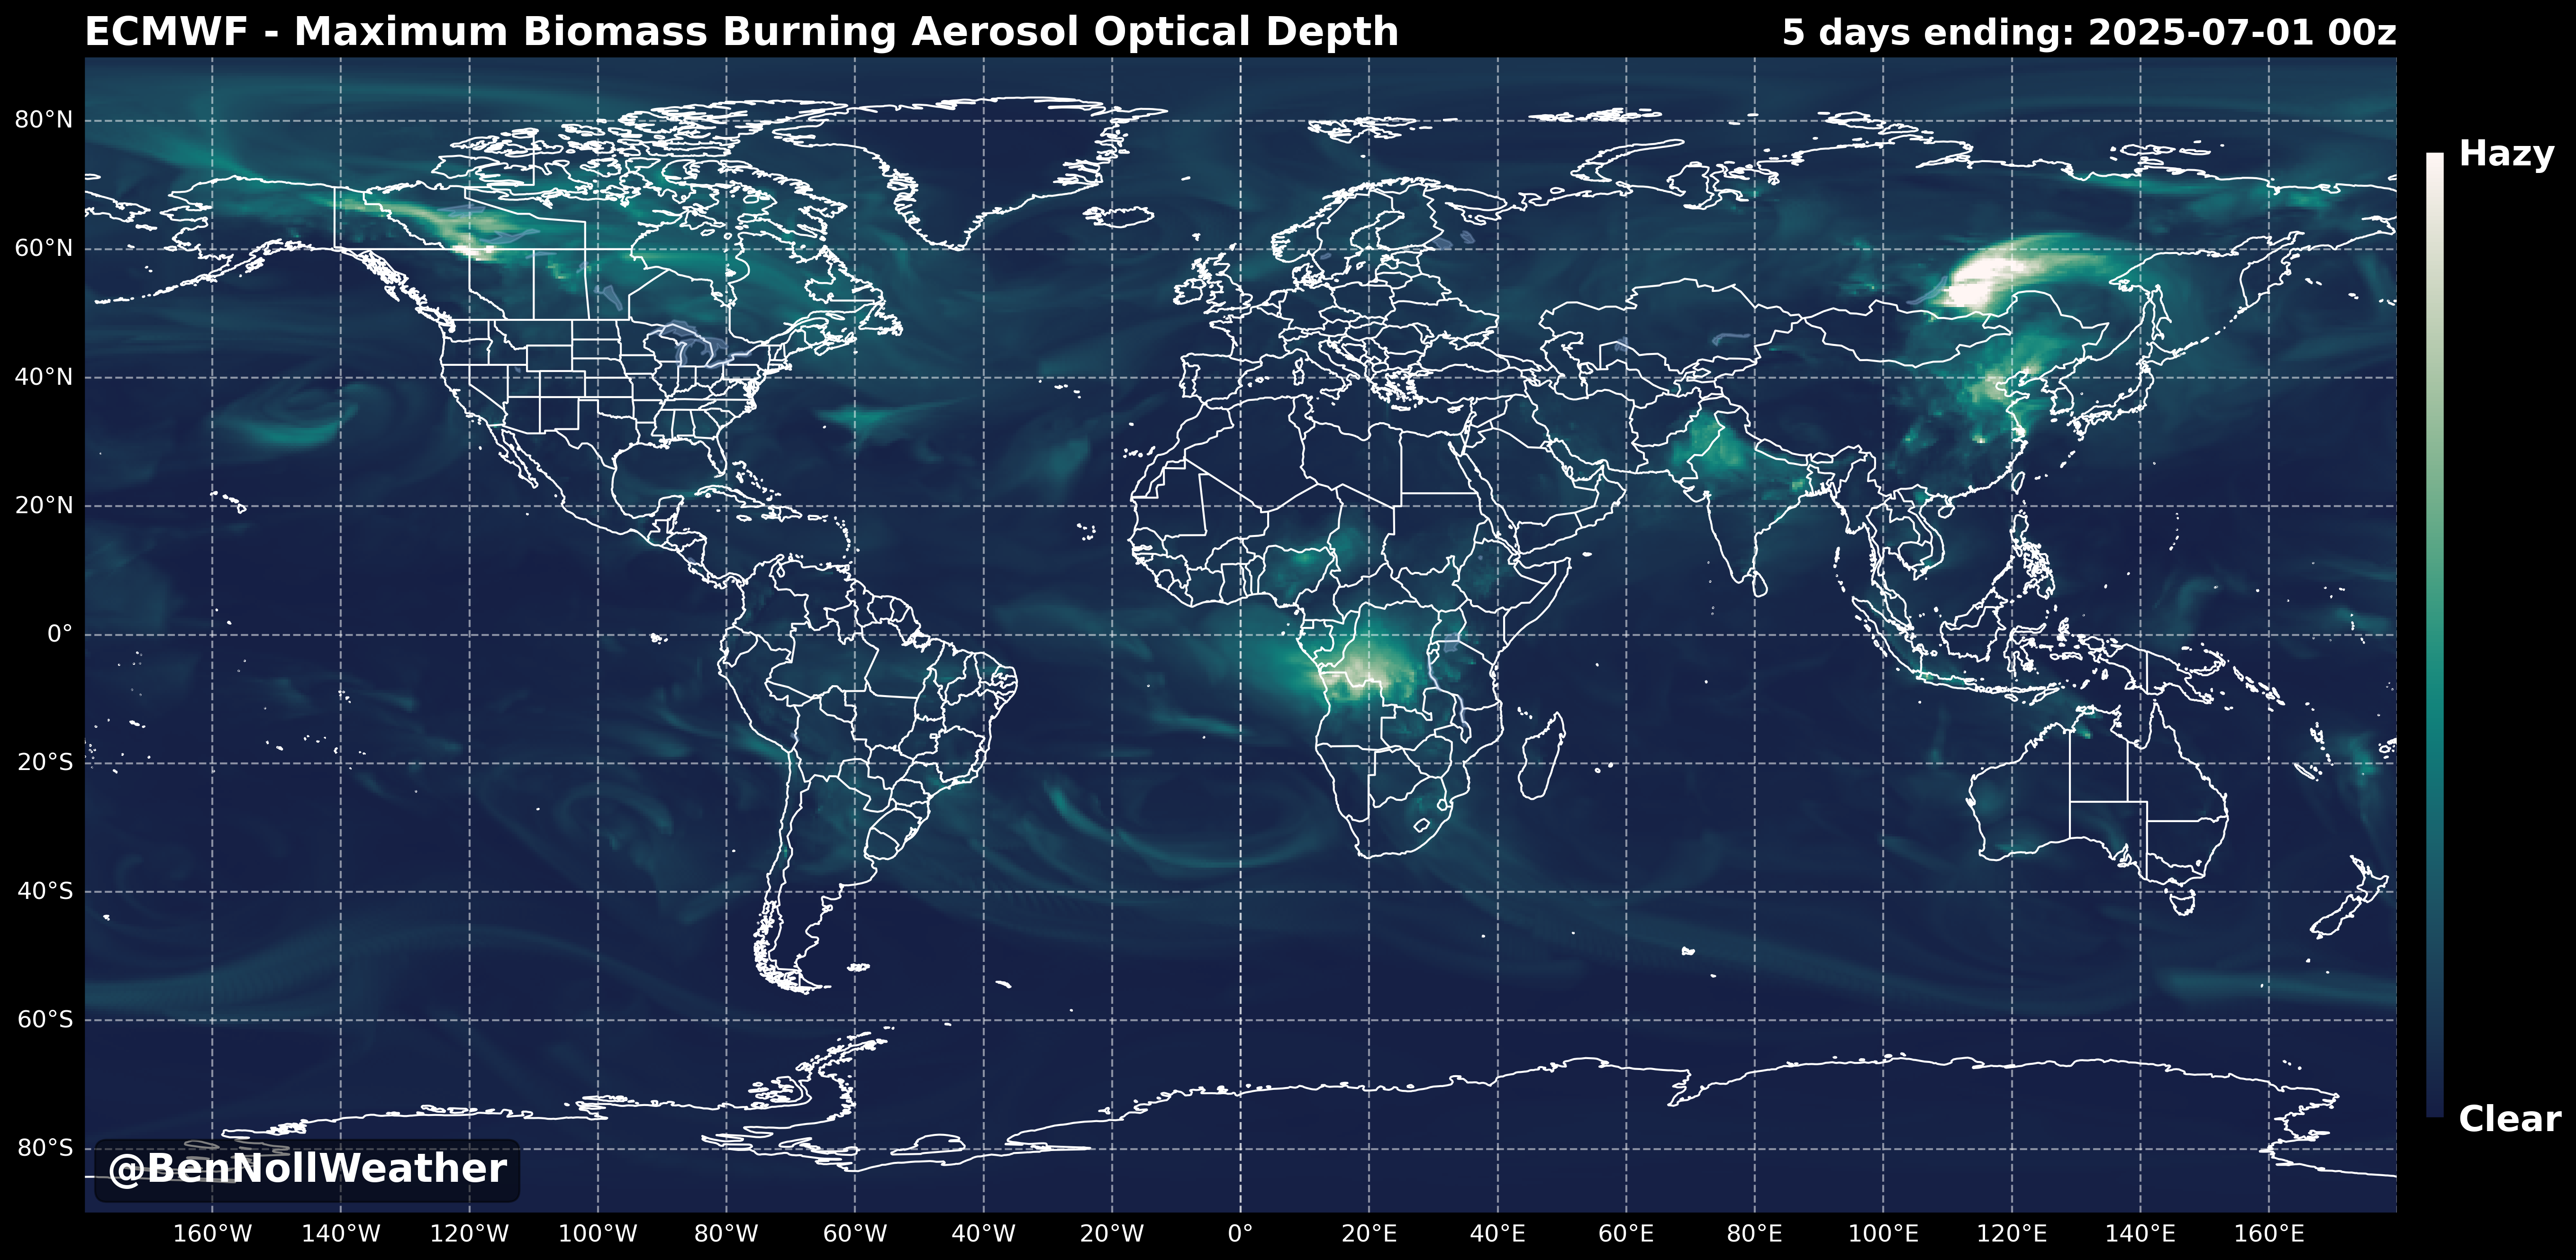 ECMWF - Maximum Biomass Burning Aerosol Optical Depth
5 days ending: 2025-07-01 00z
Hazy
80°N
60°N
40°N
20°N
0°
20°S
40°S
60°S
80°S
Clear
@BenNollWeather
160°W 140°W 120°W 100°W 80°W 60°W 40°W 20°W 0° 20°E 40°E 60°E 80°E 100°E 120°E 140°E 160°E